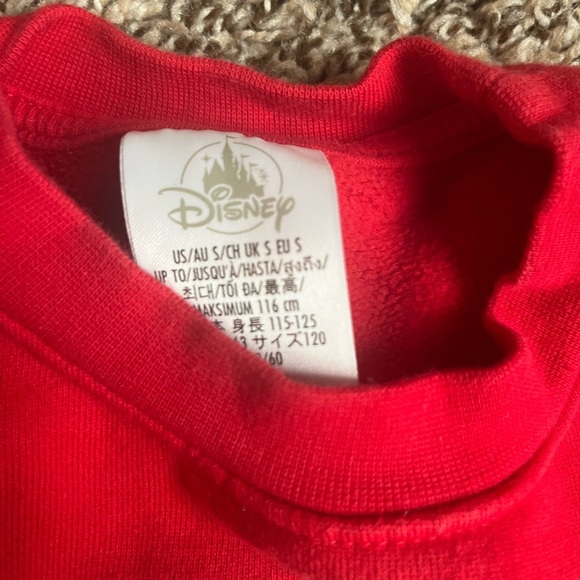 Disney
US/AU S/CH UK S EU S
UP TO/JUSQU'À/HASTA/สูงถึง/
최대/TỐI ĐA/最高/
MAKSIMUM 116 cm
身長 115-125
サイズ120
/60